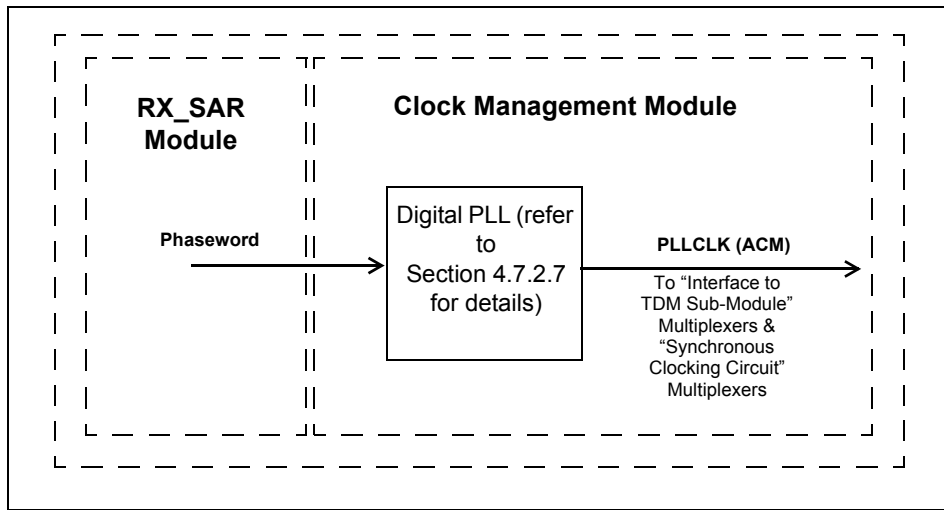 RX_SAR
Module
Clock Management Module
Phaseword
Digital PLL (refer
to
Section 4.7.2.7
for details)
PLLCLK (ACM)
To “Interface to
TDM Sub-Module”
Multiplexers &
“Synchronous
Clocking Circuit”
Multiplexers